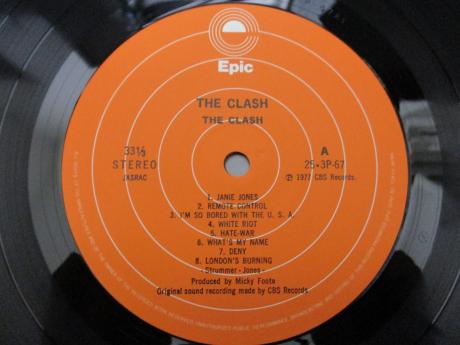 Epic
THE CLASH
THE CLASH
33⅓ A
STEREO 25・3P-67
JASRAC ℗ 1977 CBS Records.
1. JANIE JONES
2. REMOTE CONTROL
3. I'M SO BORED WITH THE U. S. A.
4. WHITE RIOT
5. HATE·WAR
6. WHAT'S MY NAME
7. DENY
8. LONDON'S BURNING
- Strummer - Jones -
Produced by Micky Foote
Original sound recording made by CBS Records.